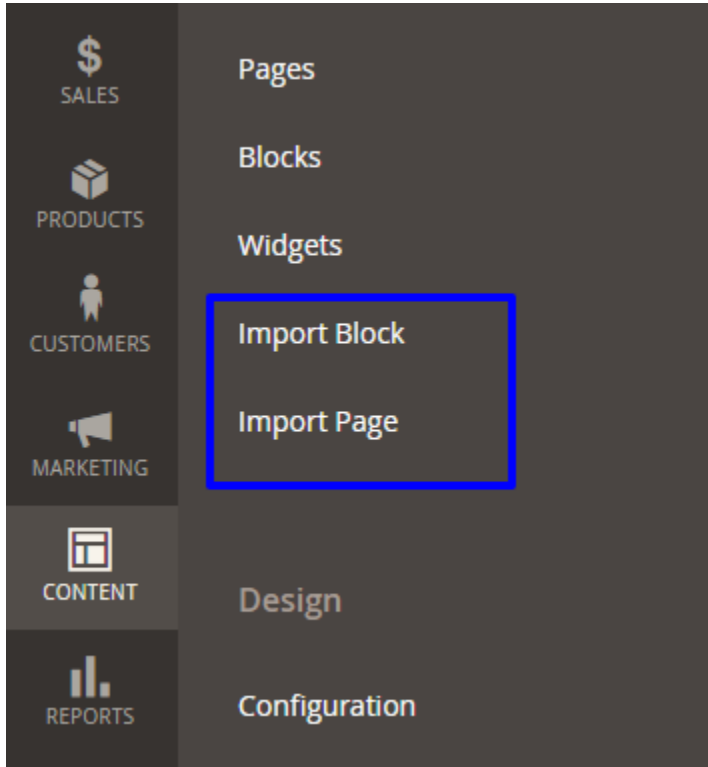 $
SALES
PRODUCTS
CUSTOMERS
MARKETING
CONTENT
REPORTS
Pages
Blocks
Widgets
Import Block
Import Page
Design
Configuration